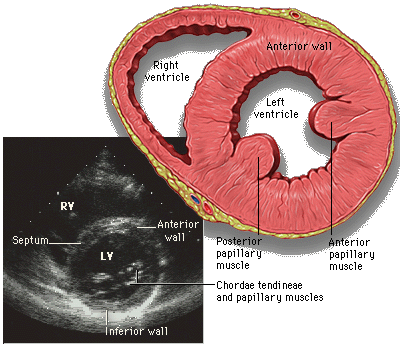 Anterior wall
Right
ventricle
Left
ventricle
RV
Anterior
wall
Septum
LV
Posterior
papillary
muscle
Anterior
papillary
muscle
Chordae tendineae
and papillary muscles
Inferior wall